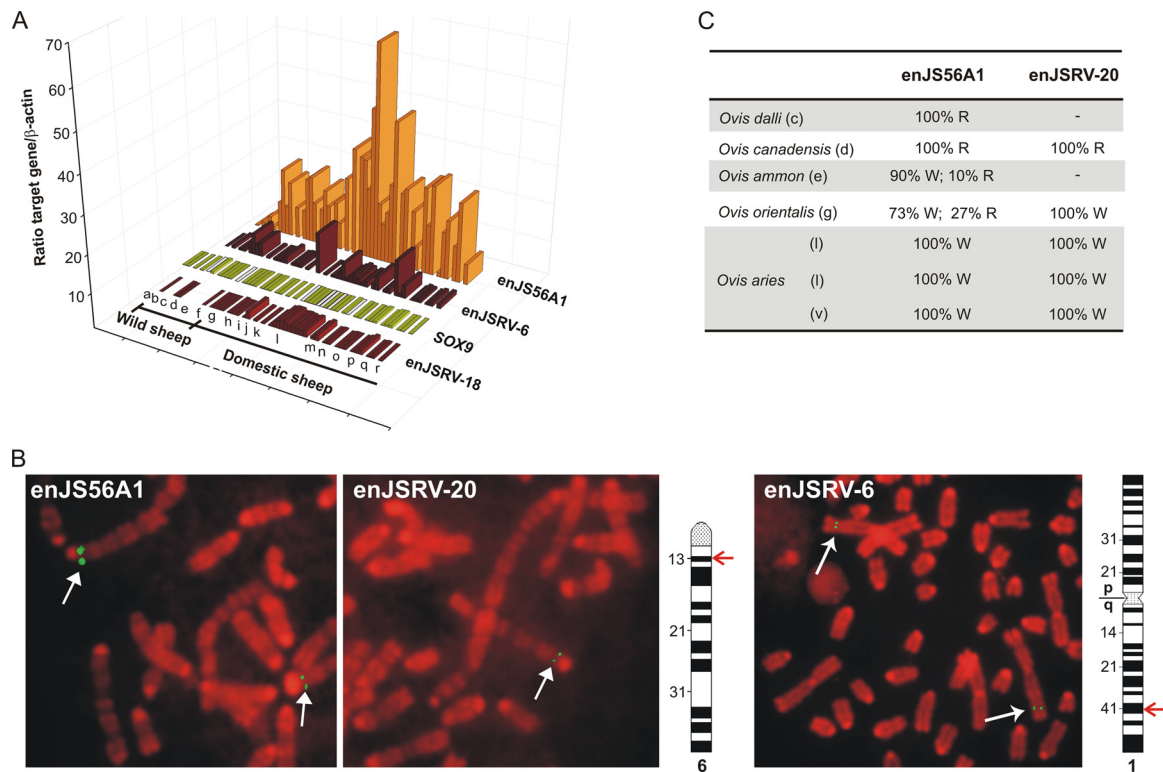 A
70
60
50
40
30
20
10
Ratio target gene/β-actin
enJS56A1
enJSRV-6
SOX9
enJSRV-18
a b c d e f g h i j k l m n o p q r
Wild sheep
Domestic sheep
C
enJS56A1 enJSRV-20
Ovis dalli (c) 100% R -
Ovis canadensis (d) 100% R 100% R
Ovis ammon (e) 90% W; 10% R -
Ovis orientalis (g) 73% W; 27% R 100% W
(l) 100% W 100% W
Ovis aries (l) 100% W 100% W
(v) 100% W 100% W
B
enJS56A1
enJSRV-20
13
21
31
6
enJSRV-6
31
21
p
q
14
21
31
41
1